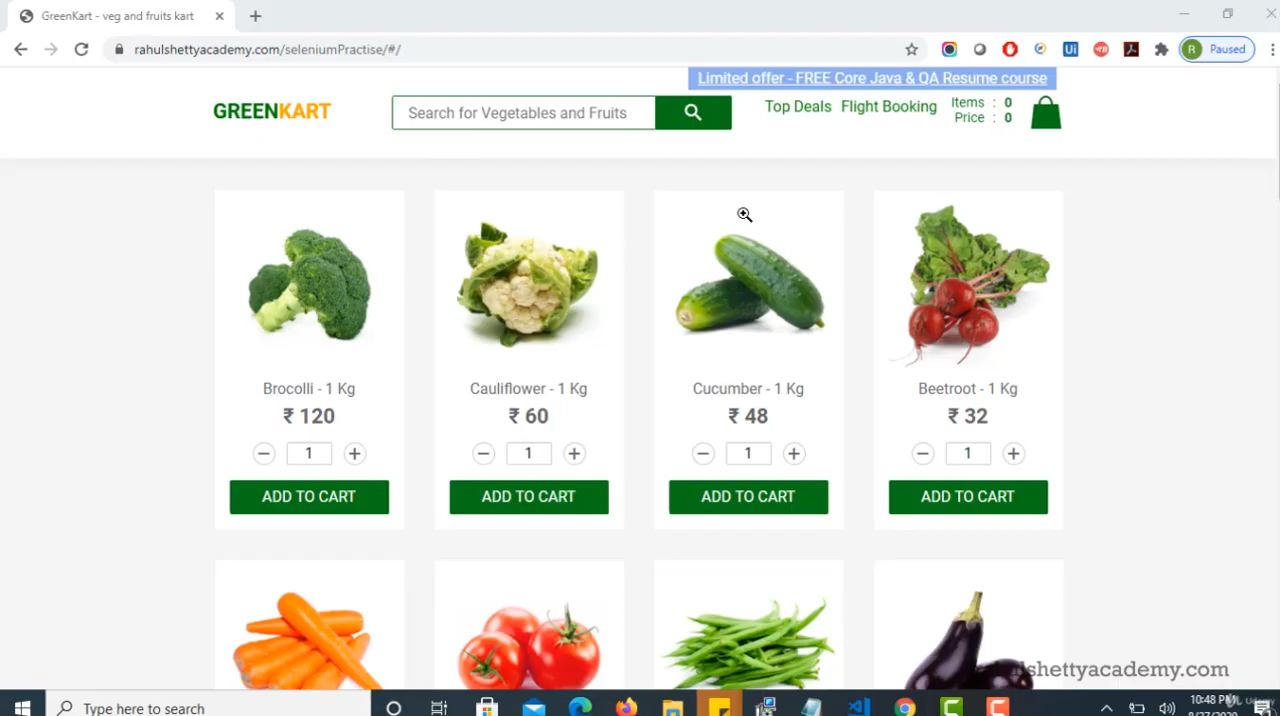 GreenKart - veg and fruits kart
rahulshettyacademy.com/seleniumPractise/#/
R Paused
Limited offer - FREE Core Java & QA Resume course
GREENKART
Search for Vegetables and Fruits
Top Deals Flight Booking
Items : 0
Price : 0
Brocolli - 1 Kg Cauliflower - 1 Kg Cucumber - 1 Kg Beetroot - 1 Kg
₹ 120 ₹ 60 ₹ 48 ₹ 32
1 1 1 1
ADD TO CART ADD TO CART ADD TO CART ADD TO CART
hulshettyacademy.com
Type here to search
10:48 PM